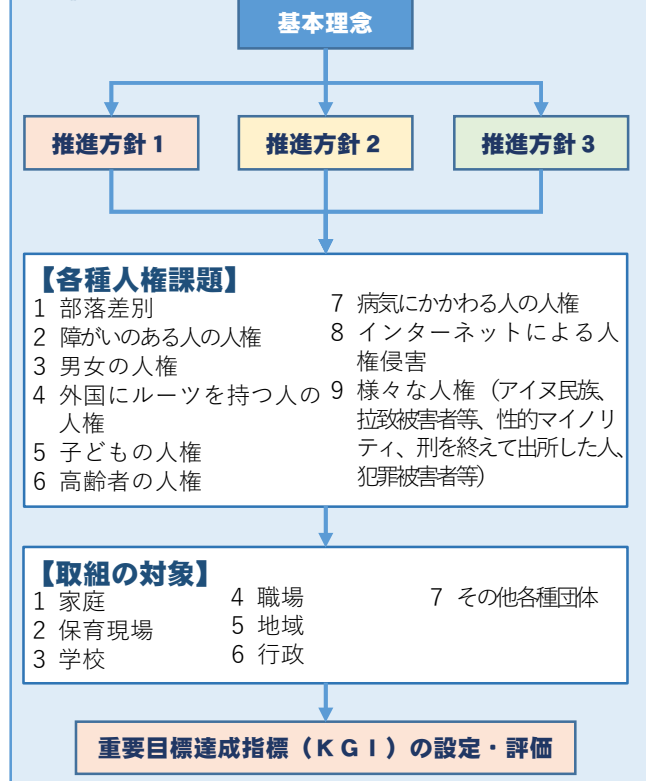 基本理念
推進方針1
推進方針2
推進方針3
【各種人権課題】
1 部落差別
2 障がいのある人の人権
3 男女の人権
4 外国にルーツを持つ人の
人権
5 子どもの人権
6 高齢者の人権
7 病気にかかわる人の人権
8 インターネットによる人
権侵害
9 様々な人権（アイヌ民族、
拉致被害者等、性的マイノリ
ティ、刑を終えて出所した人、
犯罪被害者等）
【取組の対象】
1 家庭
2 保育現場
3 学校
4 職場
5 地域
6 行政
7 その他各種団体
重要目標達成指標（KGI）の設定・評価